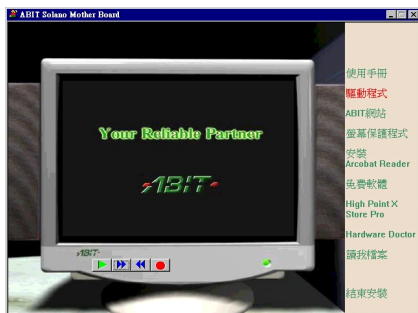 ABIT Solano Mother Board
Your Reliable Partner
ABIT
ABIT
使用手冊
驅動程式
ABIT網站
螢幕保護程式
安裝
Arcobat Reader
免費軟體
High Point X
Store Pro
Hardware Doctor
讀我檔案
結束安裝